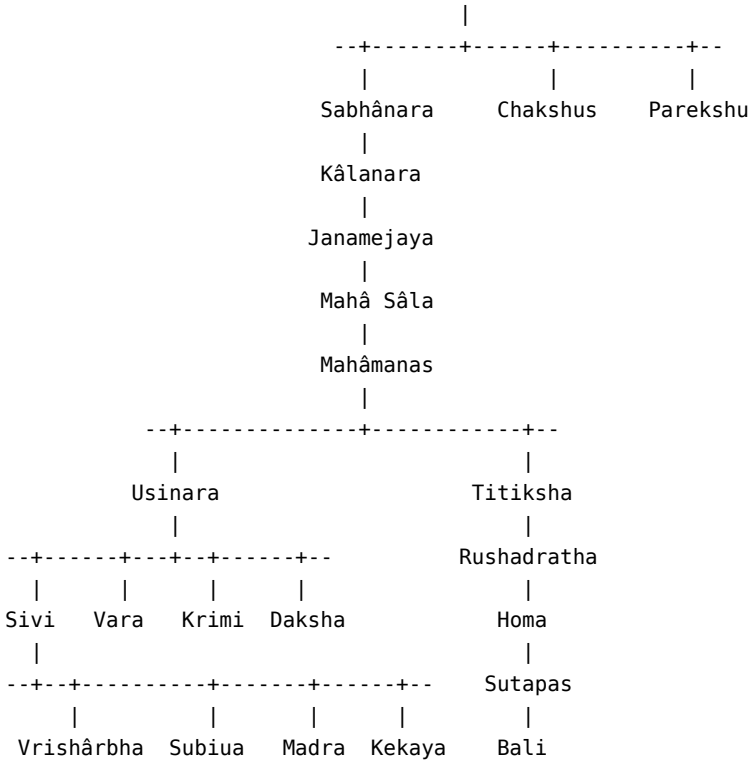 Sabhânara Chakshus Parekshu
Kâlanara
Janamejaya
Mahâ Sâla
Mahâmanas
Usinara Titiksha
Rushadratha
Sivi Vara Krimi Daksha Homa
Sutapas
Vrishârbha Subiua Madra Kekaya Bali